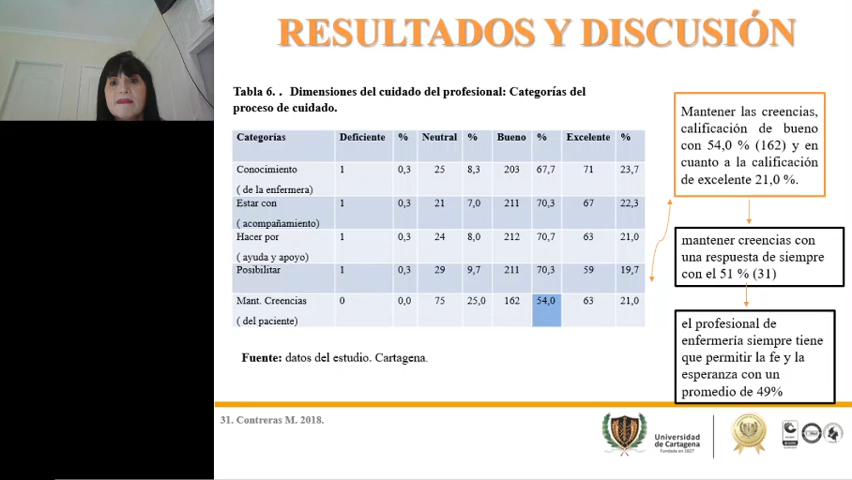 RESULTADOS Y DISCUSIÓN
Tabla 6. . Dimensiones del cuidado del profesional: Categorías del
proceso de cuidado.
Categorías Deficiente % Neutral % Bueno % Excelente %
Conocimiento 1 0,3 25 8,3 203 67,7 71 23,7
( de la enfermera)
Estar con 1 0,3 21 7,0 211 70,3 67 22,3
( acompañamiento)
Hacer por 1 0,3 24 8,0 212 70,7 63 21,0
(ayuda y apoyo)
Posibilitar 1 0,3 29 9,7 211 70,3 59 19,7
Mant. Creencias 0 0,0 75 25,0 162 54,0 63 21,0
( del paciente)
Fuente: datos del estudio. Cartagena.
Mantener las creencias,
calificación de bueno
con 54,0 % (162) y en
cuanto a la calificación
de excelente 21,0 %.
mantener creencias con
una respuesta de siempre
con el 51 % (31)
el profesional de
enfermería siempre tiene
que permitir la fe y la
esperanza con un
promedio de 49%
31. Contreras M. 2018.
Universidad
de Cartagena
Fundada en 1827